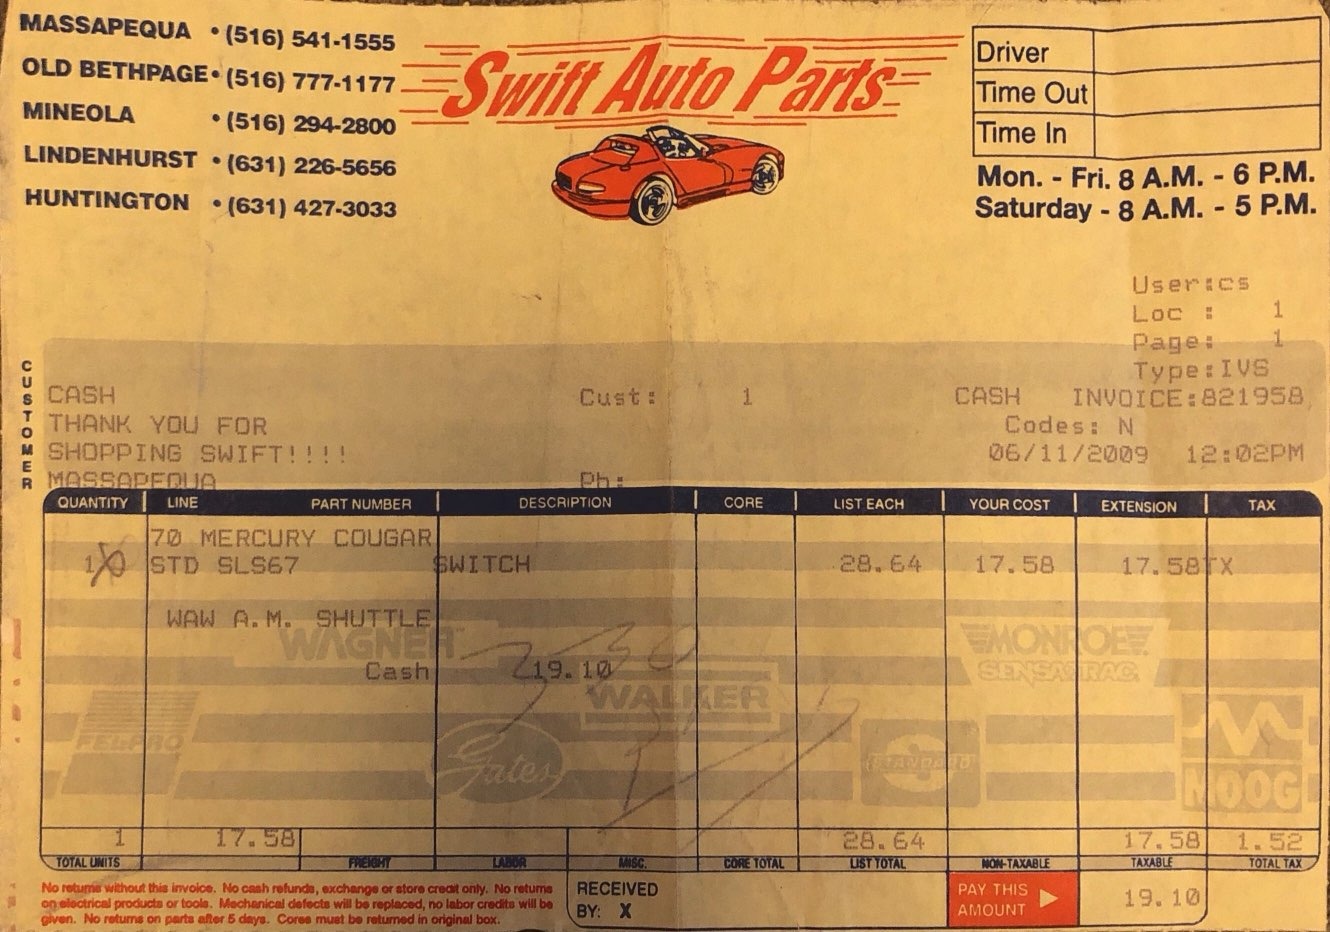 MASSAPEQUA • (516) 541-1555
OLD BETHPAGE • (516) 777-1177
MINEOLA • (516) 294-2800
LINDENHURST • (631) 226-5656
HUNTINGTON • (631) 427-3033
Swift Auto Parts
Driver
Time Out
Time In
Mon. - Fri. 8 A.M. - 6 P.M.
Saturday - 8 A.M. - 5 P.M.
User:cs
Loc : 1
Page: 1
Type:IVS
CUSTOMER
CASH Cust: 1 CASH INVOICE:821958
THANK YOU FOR Codes: N
SHOPPING SWIFT!!!! 06/11/2009 12:02PM
MASSAPEQUA Ph:
QUANTITY LINE PART NUMBER DESCRIPTION CORE LIST EACH YOUR COST EXTENSION TAX
70 MERCURY COUGAR
1 STD SLS67 SWITCH 28.64 17.58 17.58TX
WAW A.M. SHUTTLE
WAGNER MONROE
SENSATRAC
Cash 19.10
WALKER
FEL-PRO Gates STANDARD MOOG
1 17.58 28.64 17.58 1.52
TOTAL UNITS FREIGHT LABOR MISC. CORE TOTAL LIST TOTAL NON-TAXABLE TAXABLE TOTAL TAX
No returns without this invoice. No cash refunds, exchange or store credit only. No returns
on electrical products or tools. Mechanical defects will be replaced, no labor credits will be
given. No returns on parts after 5 days. Cores must be returned in original box.
RECEIVED
BY: X
PAY THIS
AMOUNT
19.10